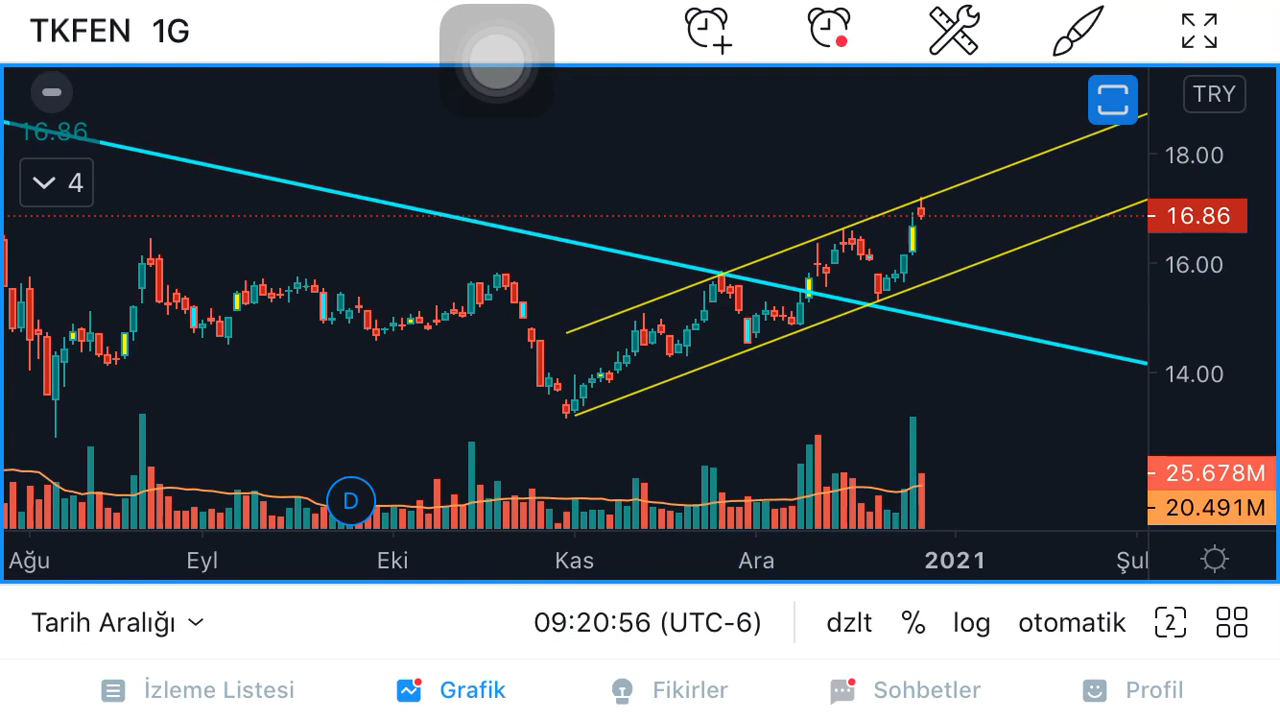 TKFEN 1G
TRY
16.86
4
18.00
16.86
16.00
14.00
25.678M
20.491M
D
Ağu Eyl Eki Kas Ara 2021 Şul
Tarih Aralığı 09:20:56 (UTC-6) dzlt % log otomatik 2
İzleme Listesi Grafik Fikirler Sohbetler Profil